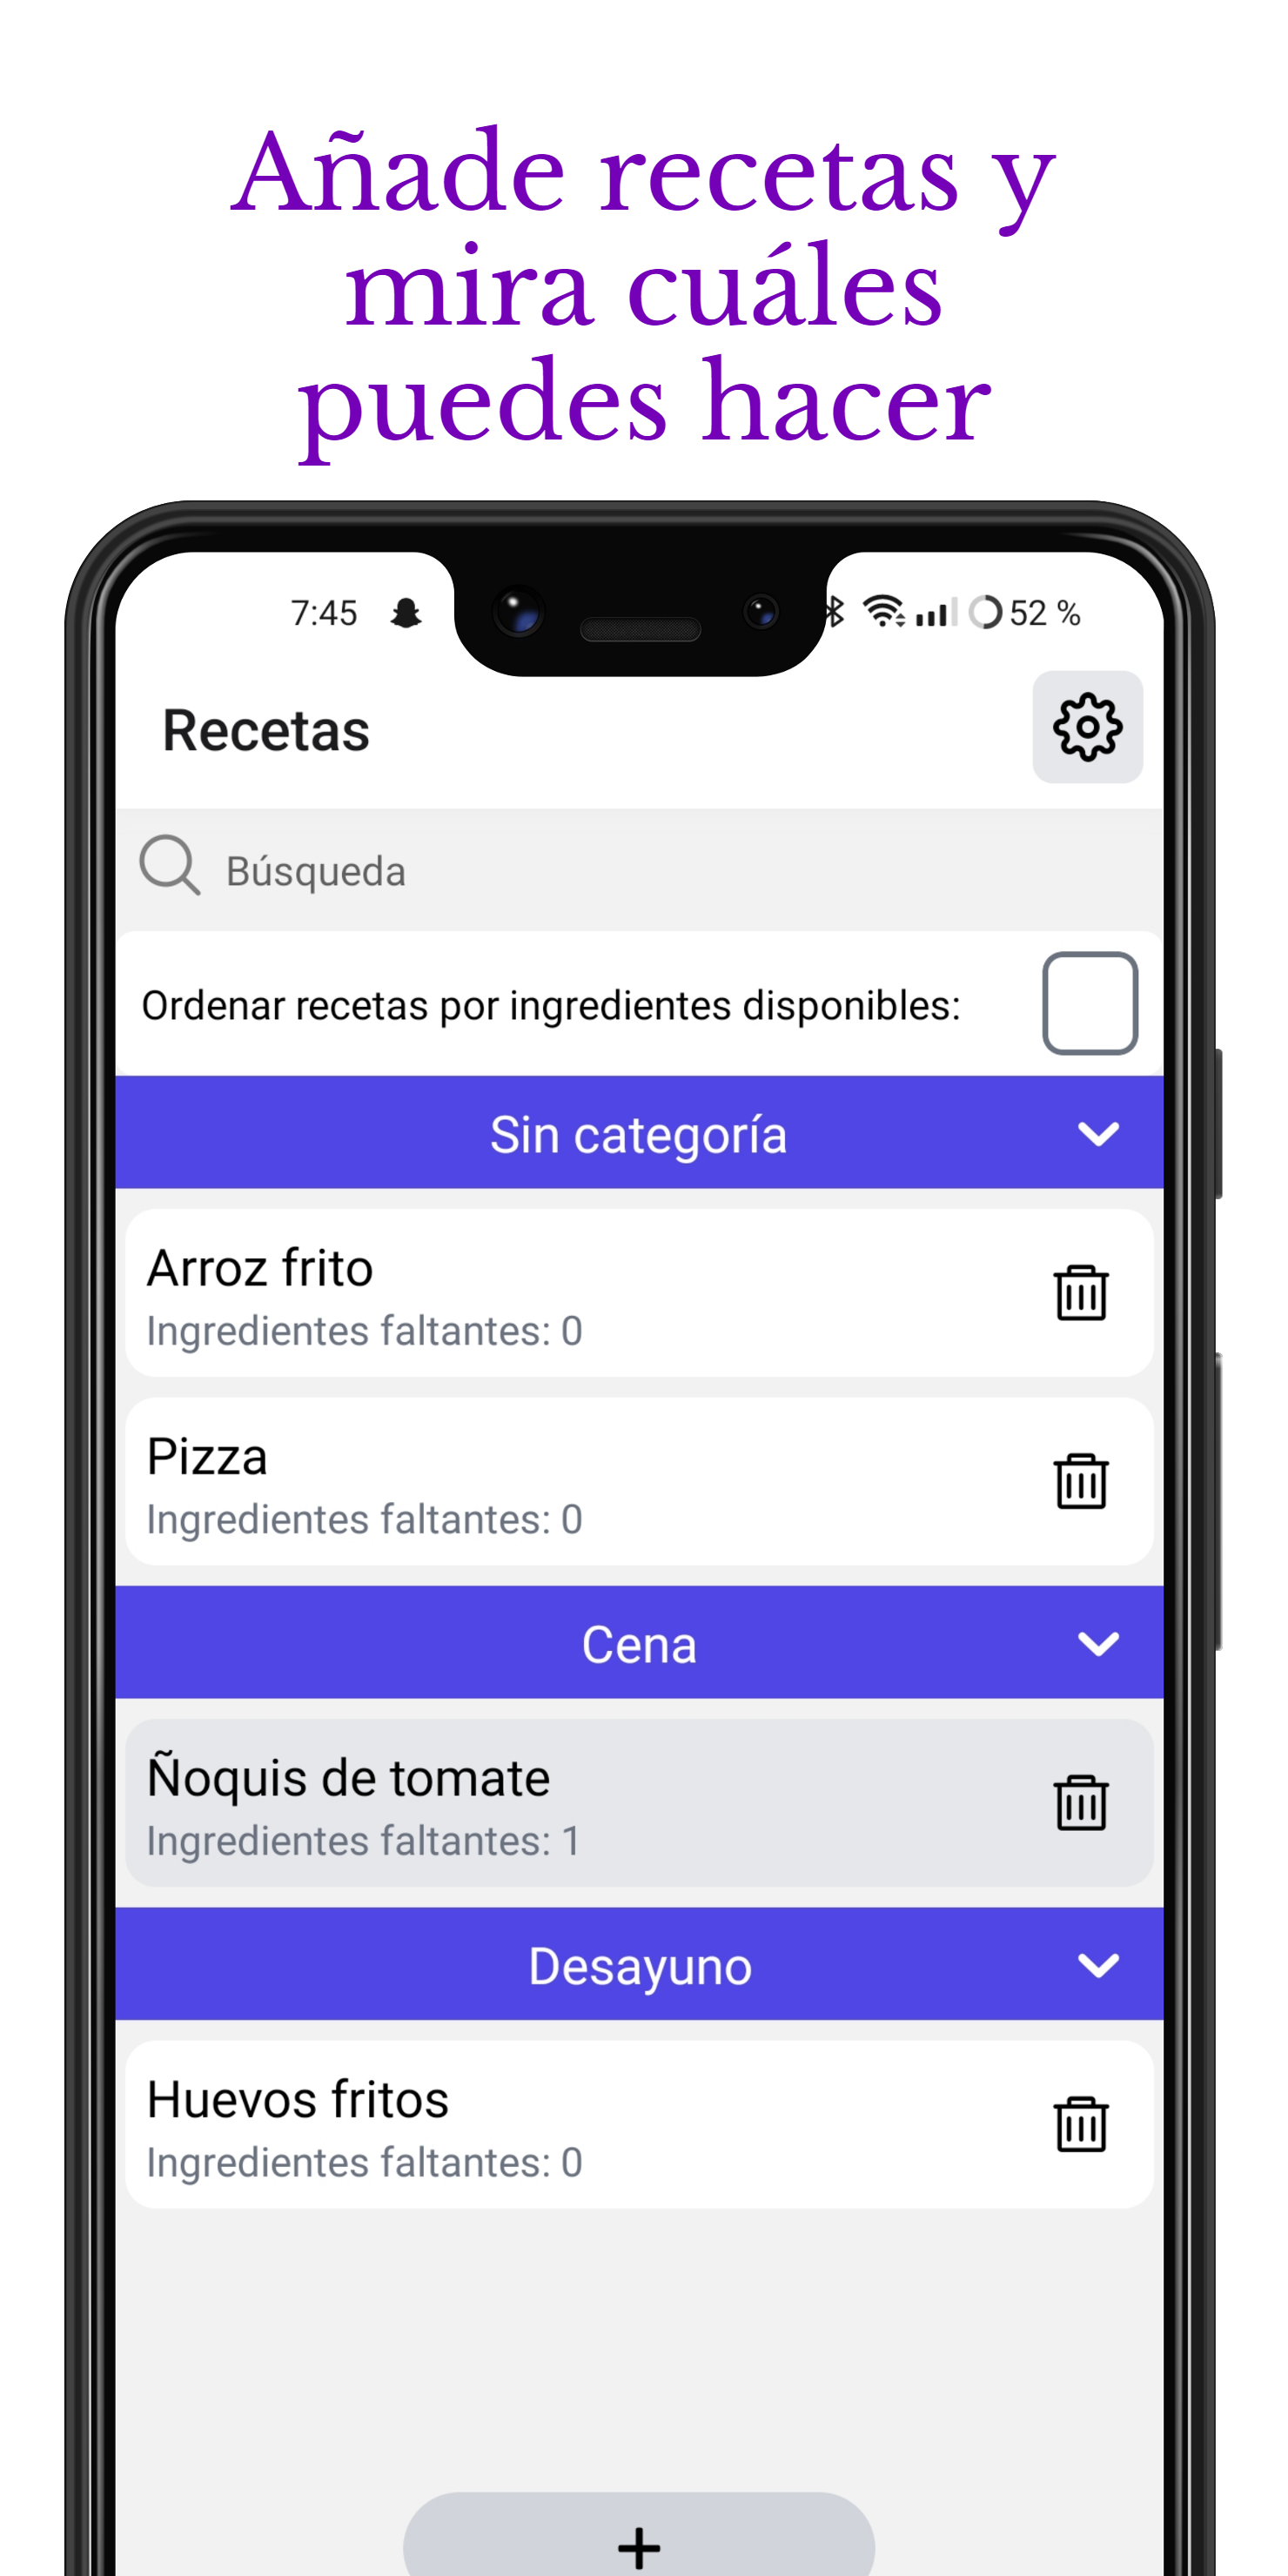 Añade recetas y
mira cuáles
puedes hacer
7:45 52 %
Recetas
Búsqueda
Ordenar recetas por ingredientes disponibles:
Sin categoría
Arroz frito
Ingredientes faltantes: 0
Pizza
Ingredientes faltantes: 0
Cena
Ñoquis de tomate
Ingredientes faltantes: 1
Desayuno
Huevos fritos
Ingredientes faltantes: 0
+